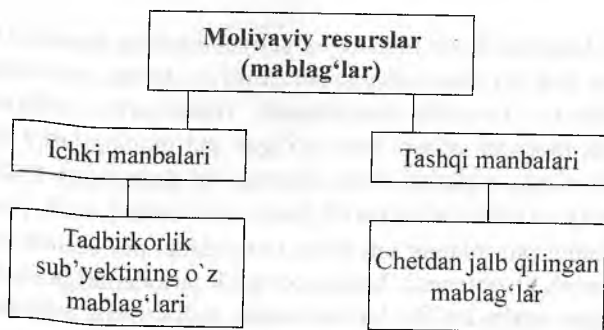 Moliyaviy resurslar
(mablag‘lar)
Ichki manbalari
Tashqi manbalari
Tadbirkorlik
sub’yektining o`z
mablag‘lari
Chetdan jalb qilingan
mablag‘lar